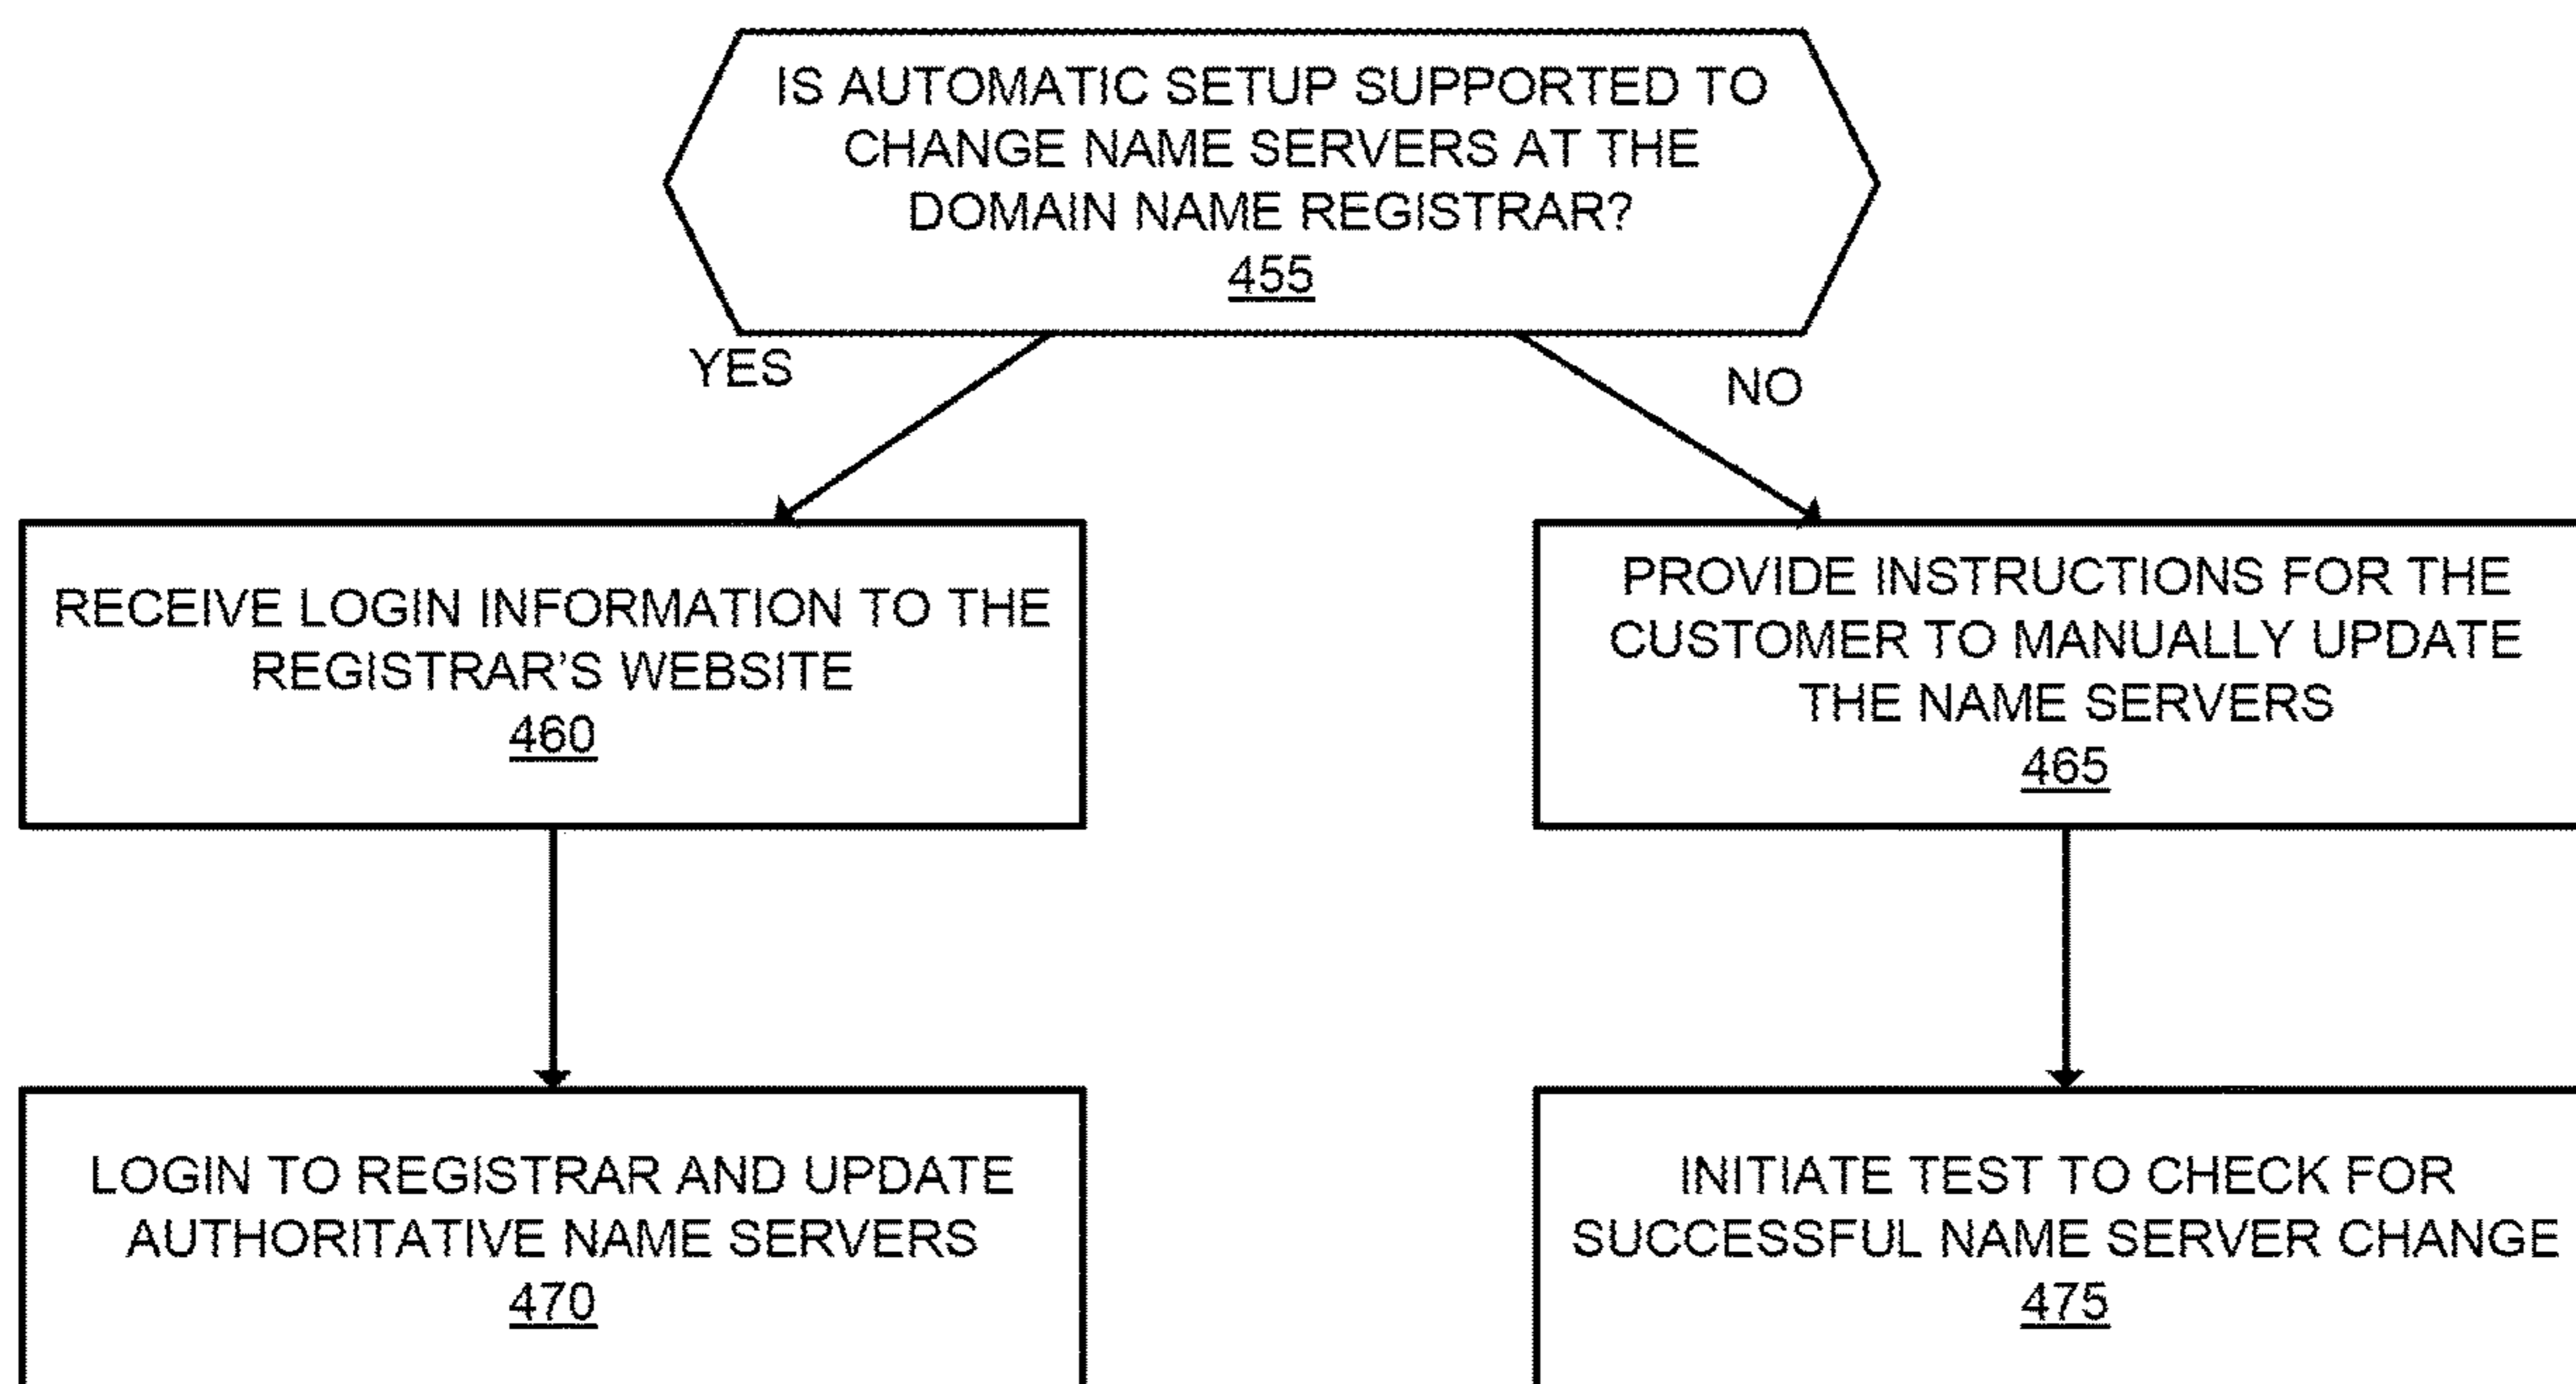 IS AUTOMATIC SETUP SUPPORTED TO
CHANGE NAME SERVERS AT THE
DOMAIN NAME REGISTRAR?
455
YES
NO
RECEIVE LOGIN INFORMATION TO THE
REGISTRAR'S WEBSITE
460
PROVIDE INSTRUCTIONS FOR THE
CUSTOMER TO MANUALLY UPDATE
THE NAME SERVERS
465
LOGIN TO REGISTRAR AND UPDATE
AUTHORITATIVE NAME SERVERS
470
INITIATE TEST TO CHECK FOR
SUCCESSFUL NAME SERVER CHANGE
475